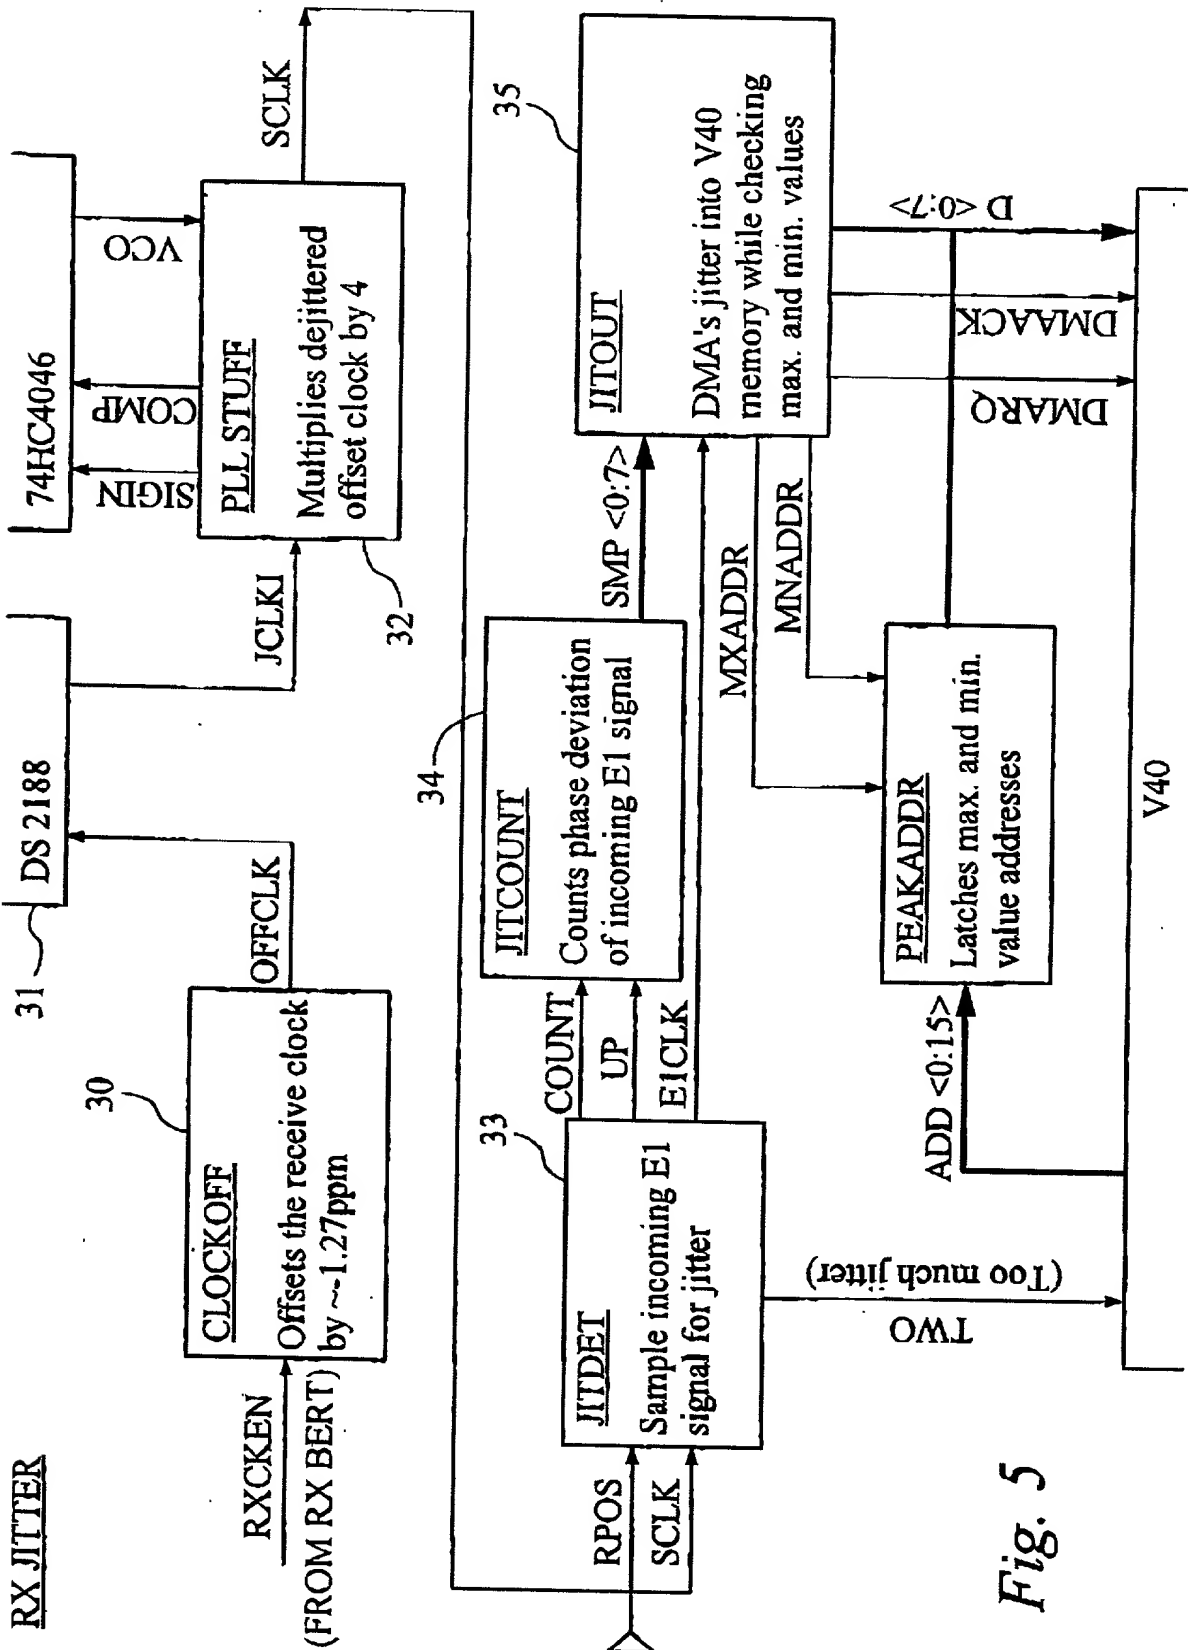 RX JITTER
RXCKEN
(FROM RX BERT)
30
CLOCKOFF
Offsets the receive clock
by ~-1.27ppm
OFFCLK
31
DS 2188
JCLKI
74HC4046
SIGIN
COMP
VCO
PLL STUFF
Multiplies dejittered
offset clock by 4
32
SCLK
RPOS
SCLK
33
JITDET
Sample incoming E1
signal for jitter
COUNT
UP
E1CLK
34
JITCOUNT
Counts phase deviation
of incoming E1 signal
SMP <0:7>
35
JITOUT
DMA's jitter into V40
memory while checking
max. and min. values
MXADDR
MNADDR
TWO
(Too much jitter)
ADD <0:15>
PEAKADDR
Latches max. and min.
value addresses
DMARQ
DMAACK
D <0:7>
V40
Fig. 5